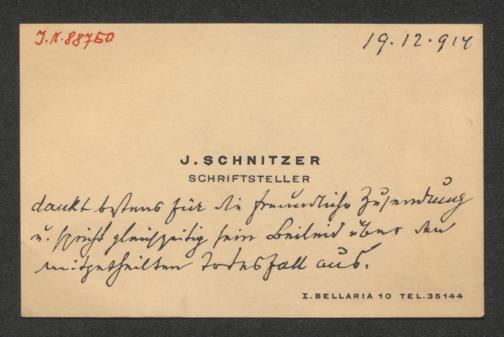 I.N. 88750
19.12.914
J. SCHNITZER
SCHRIFTSTELLER
dankt bestens für die freundliche Zusendung
u. spricht gleichzeitig sein Beileid über den
mitgetheilten Todesfall aus.
I. BELLARIA 10 TEL. 35144